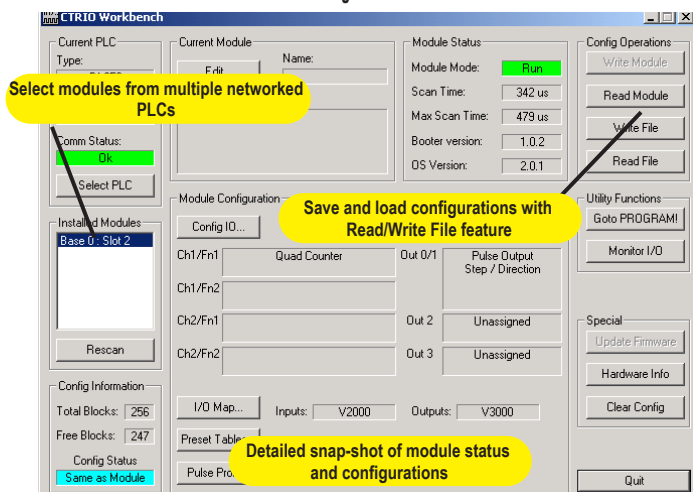 CTRIO Workbench
Current PLC
Type:
Select modules from multiple networked
PLCs
Comm Status:
Ok
Select PLC
Installed Modules
Base 0 : Slot 2
Rescan
Config Information
Total Blocks: 256
Free Blocks: 247
Config Status
Same as Module
Current Module
Edit
Name:
Module Status
Module Mode: Run
Scan Time: 342 us
Max Scan Time: 479 us
Booter version: 1.0.2
OS Version: 2.0.1
Config Operations
Write Module
Read Module
Write File
Read File
Module Configuration
Config IO...
Save and load configurations with
Read/Write File feature
Ch1/Fn1 Quad Counter Out 0/1 Pulse Output
Step / Direction
Ch1/Fn2
Ch2/Fn1 Out 2 Unassigned
Ch2/Fn2 Out 3 Unassigned
I/O Map... Inputs: V2000 Outputs: V3000
Preset Table
Detailed snap-shot of module status
and configurations
Pulse Pro
Utility Functions
Goto PROGRAM!
Monitor I/O
Special
Update Firmware
Hardware Info
Clear Config
Quit